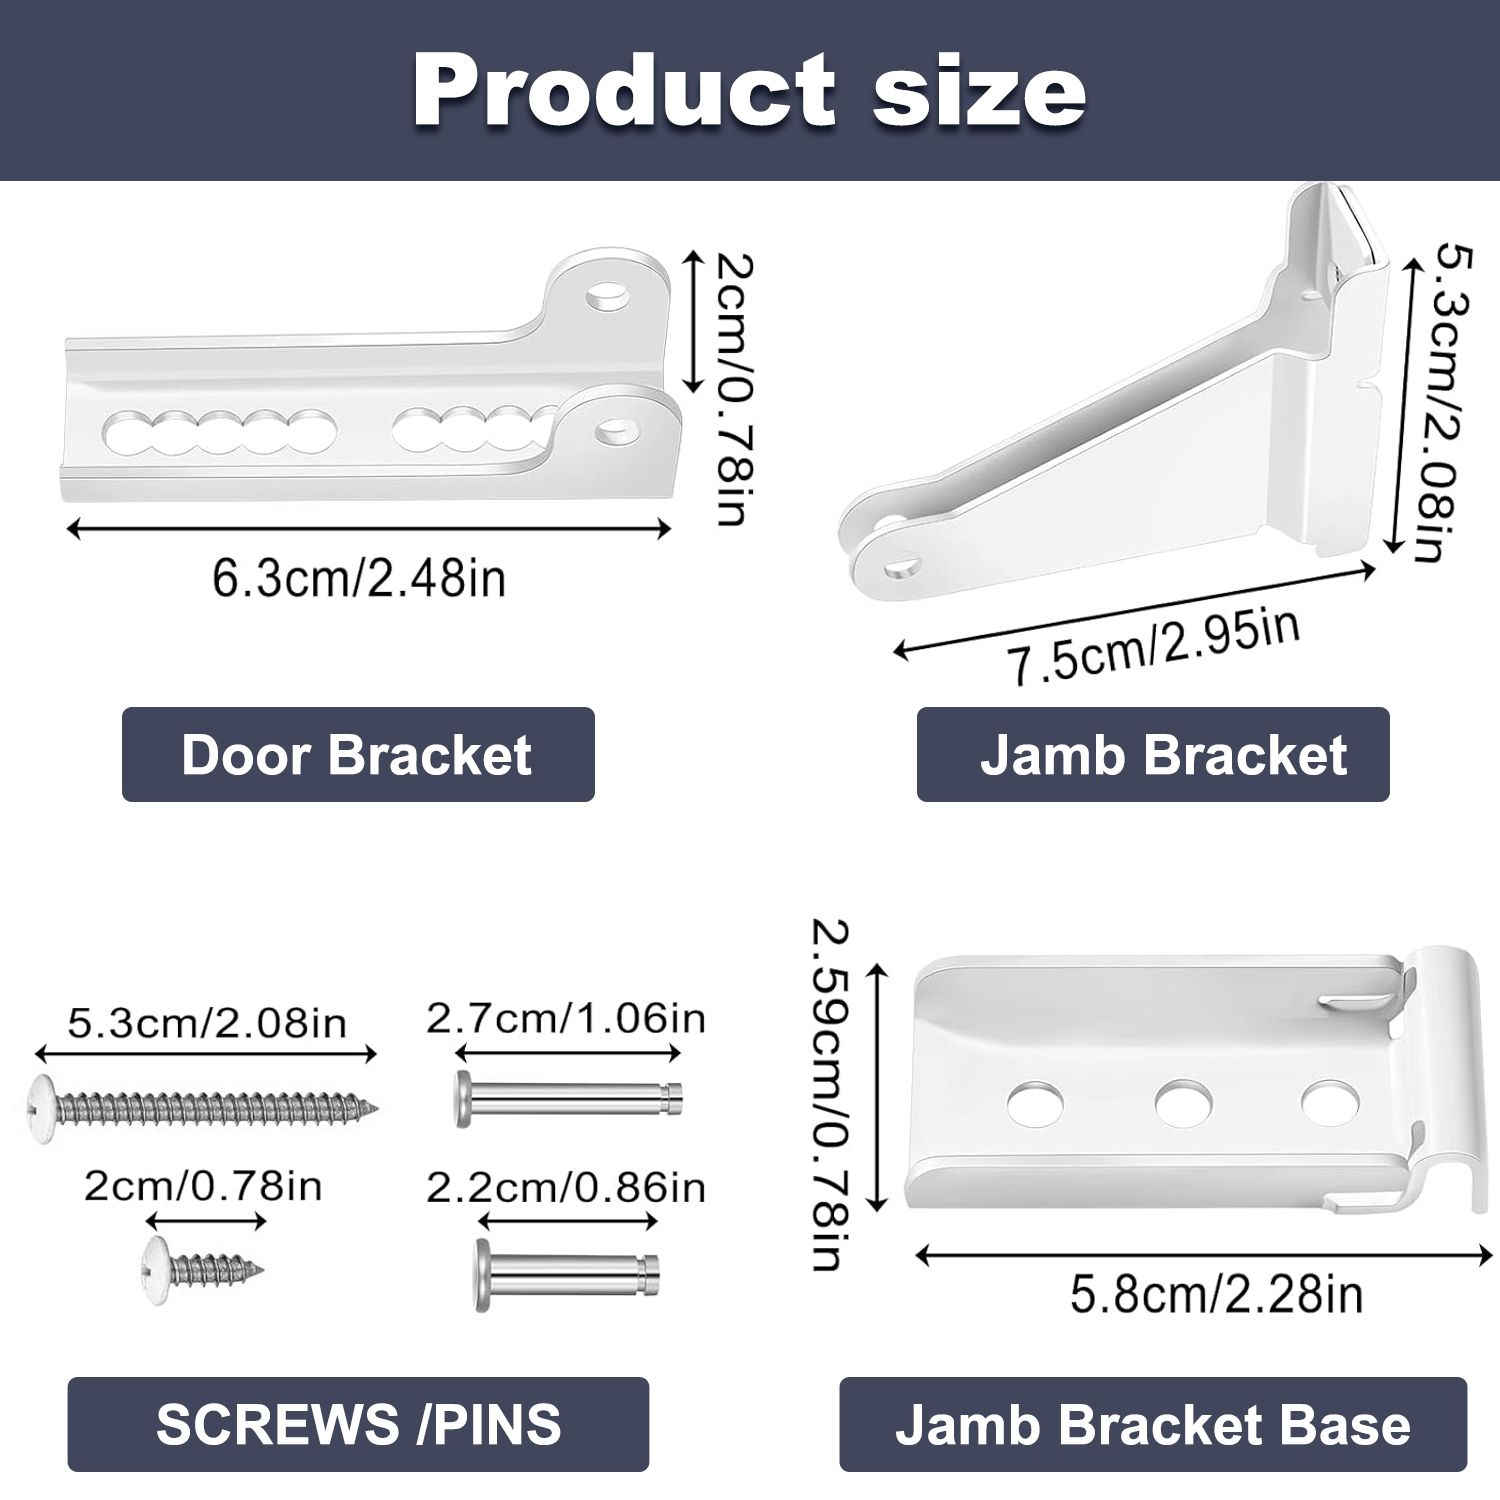 Product size
2cm/0.78in
6.3cm/2.48in
5.3cm/2.08in
7.5cm/2.95in
Door Bracket
Jamb Bracket
5.3cm/2.08in
2.7cm/1.06in
2cm/0.78in
2.2cm/0.86in
2.59cm/0.78in
5.8cm/2.28in
SCREWS /PINS
Jamb Bracket Base